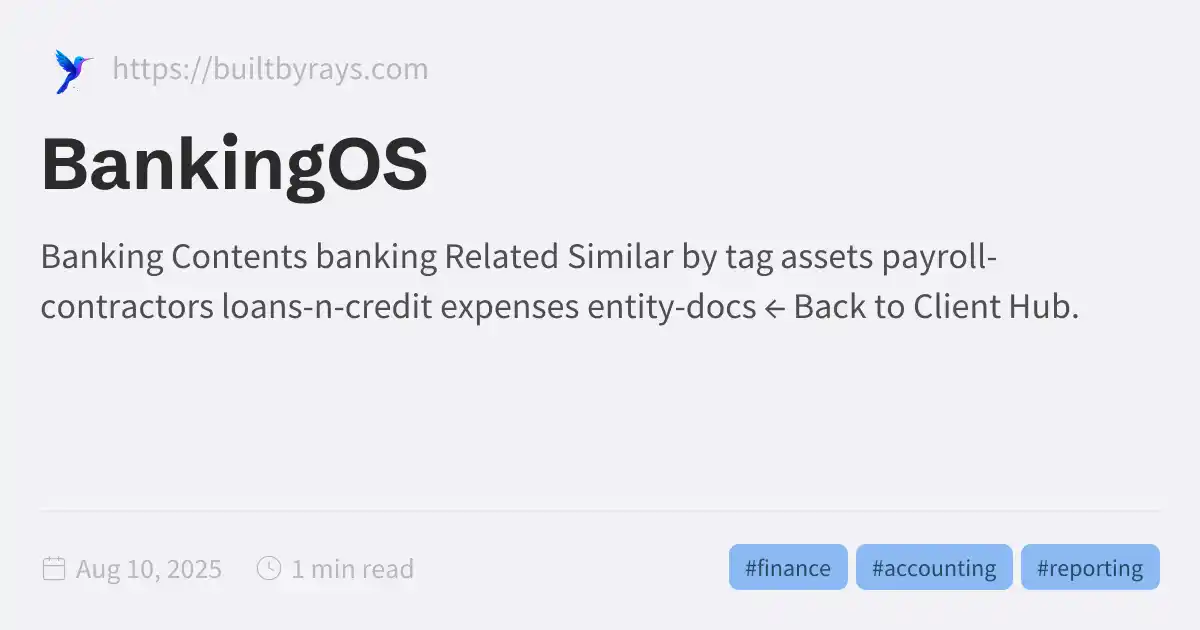 https://builtbyrays.com
BankingOS
Banking Contents banking Related Similar by tag assets payroll-
contractors loans-n-credit expenses entity-docs ← Back to Client Hub.
Aug 10, 2025 1 min read #finance #accounting #reporting